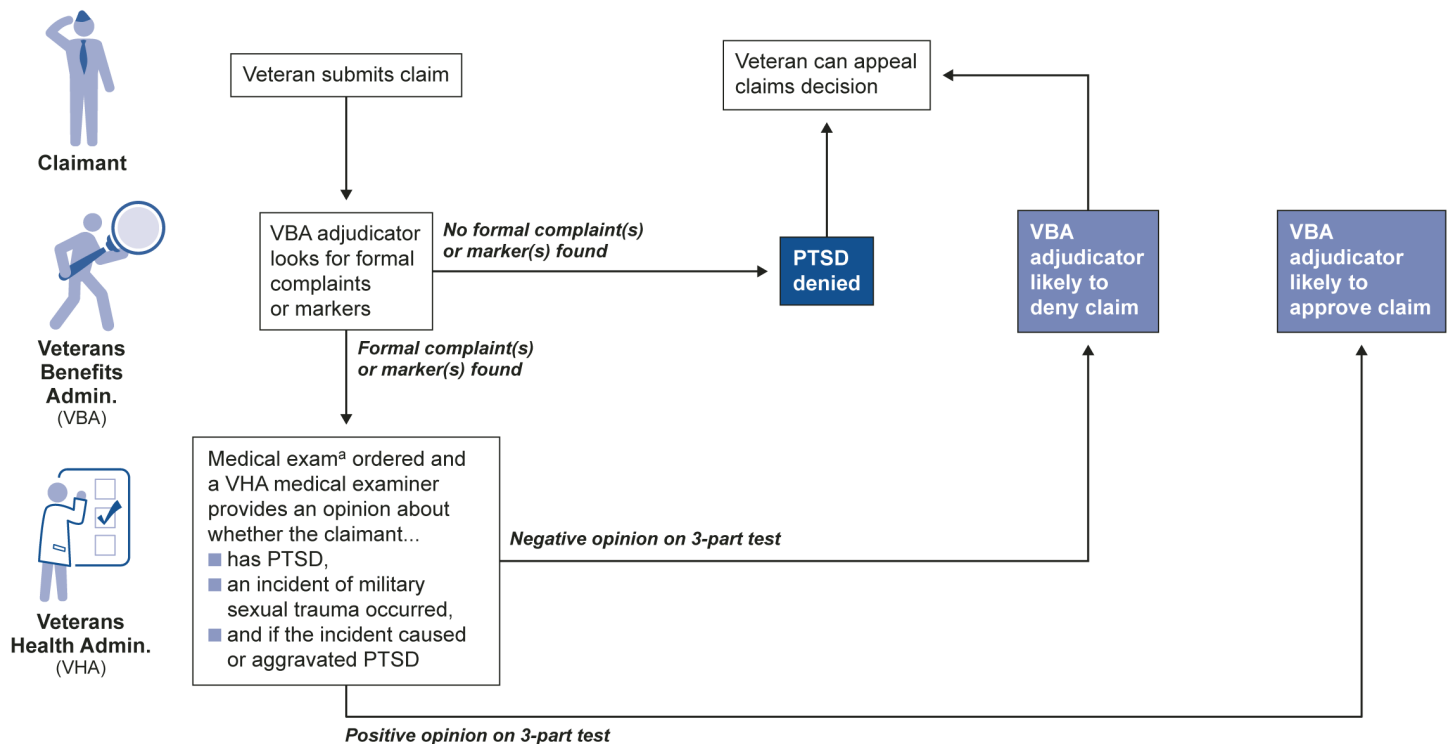 Claimant
Veteran submits claim
Veteran can appeal
claims decision
Veterans
Benefits
Admin.
(VBA)
VBA adjudicator
looks for formal
complaints
or markers
No formal complaint(s)
or marker(s) found
PTSD
denied
VBA
adjudicator
likely to
deny claim
VBA
adjudicator
likely to
approve claim
Formal complaint(s)
or marker(s) found
Veterans
Health Admin.
(VHA)
Medical examª ordered and
a VHA medical examiner
provides an opinion about
whether the claimant...
has PTSD,
an incident of military
sexual trauma occurred,
and if the incident caused
or aggravated PTSD
Negative opinion on 3-part test
Positive opinion on 3-part test